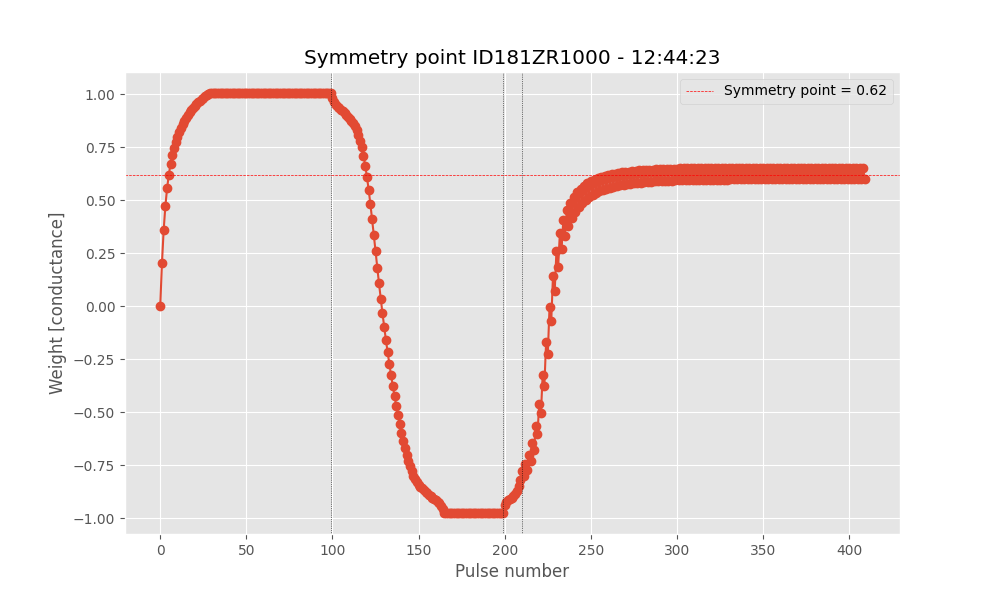 Symmetry point ID181ZR1000 - 12:44:23
Symmetry point = 0.62
Weight [conductance]
1.00
0.75
0.50
0.25
0.00
−0.25
−0.50
−0.75
−1.00
0 50 100 150 200 250 300 350 400
Pulse number